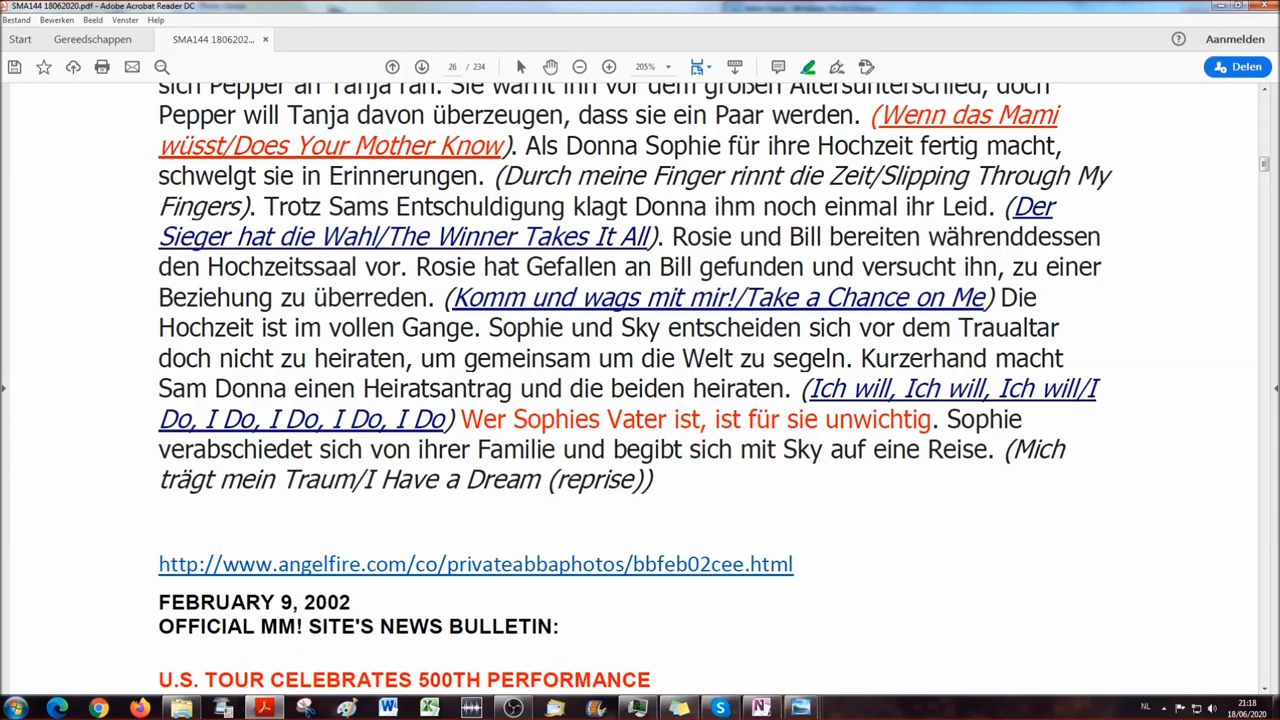 SMA144 18062020.pdf - Adobe Acrobat Reader DC
Bestand Bewerken Beeld Venster Help
Start Gereedschappen SMA144 1806202... × Aanmelden
26 / 234 205% Delen
sich Pepper an Tanja ran. Sie warnt ihn vor dem großen Altersunterschied, doch
Pepper will Tanja davon überzeugen, dass sie ein Paar werden. (Wenn das Mami
wüsst/Does Your Mother Know). Als Donna Sophie für ihre Hochzeit fertig macht,
schwelgt sie in Erinnerungen. (Durch meine Finger rinnt die Zeit/Slipping Through My
Fingers). Trotz Sams Entschuldigung klagt Donna ihm noch einmal ihr Leid. (Der
Sieger hat die Wahl/The Winner Takes It All). Rosie und Bill bereiten währenddessen
den Hochzeitssaal vor. Rosie hat Gefallen an Bill gefunden und versucht ihn, zu einer
Beziehung zu überreden. (Komm und wags mit mir!/Take a Chance on Me) Die
Hochzeit ist im vollen Gange. Sophie und Sky entscheiden sich vor dem Traualtar
doch nicht zu heiraten, um gemeinsam um die Welt zu segeln. Kurzerhand macht
Sam Donna einen Heiratsantrag und die beiden heiraten. (Ich will, Ich will, Ich will/I
Do, I Do, I Do, I Do, I Do) Wer Sophies Vater ist, ist für sie unwichtig. Sophie
verabschiedet sich von ihrer Familie und begibt sich mit Sky auf eine Reise. (Mich
trägt mein Traum/I Have a Dream (reprise))
http://www.angelfire.com/co/privateabbaphotos/bbfeb02cee.html
FEBRUARY 9, 2002
OFFICIAL MM! SITE'S NEWS BULLETIN:
U.S. TOUR CELEBRATES 500TH PERFORMANCE
NL 21:18
18/06/2020